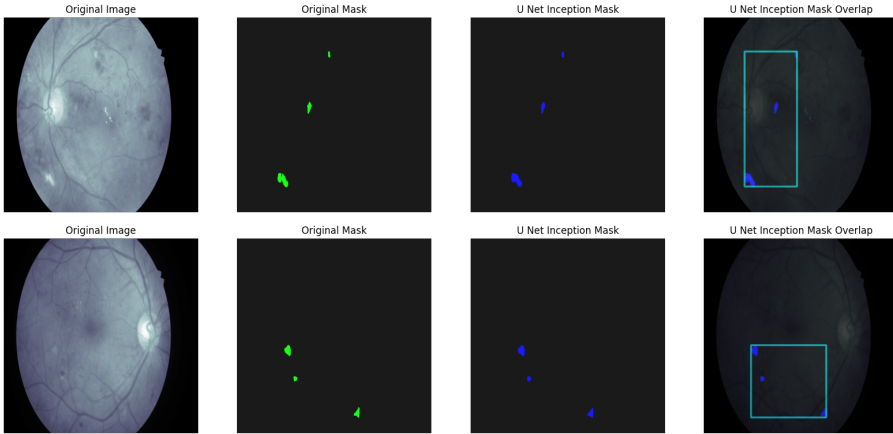 Original Image
Original Mask
U Net Inception Mask
U Net Inception Mask Overlap
Original Image
Original Mask
U Net Inception Mask
U Net Inception Mask Overlap